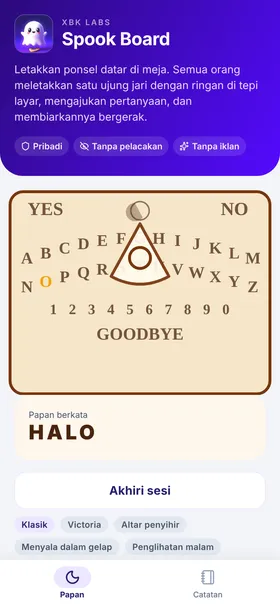 XBK LABS
Spook Board
Letakkan ponsel datar di meja. Semua orang
meletakkan satu ujung jari dengan ringan di tepi
layar, mengajukan pertanyaan, dan
membiarkannya bergerak.
Pribadi Tanpa pelacakan Tanpa iklan
YES NO
A B C D E F H I J K L M
N O P Q R V W X Y Z
1 2 3 4 5 6 7 8 9 0
GOODBYE
Papan berkata
HALO
Akhiri sesi
Klasik Victoria Altar penyihir
Menyala dalam gelap Penglihatan malam
Papan Catatan